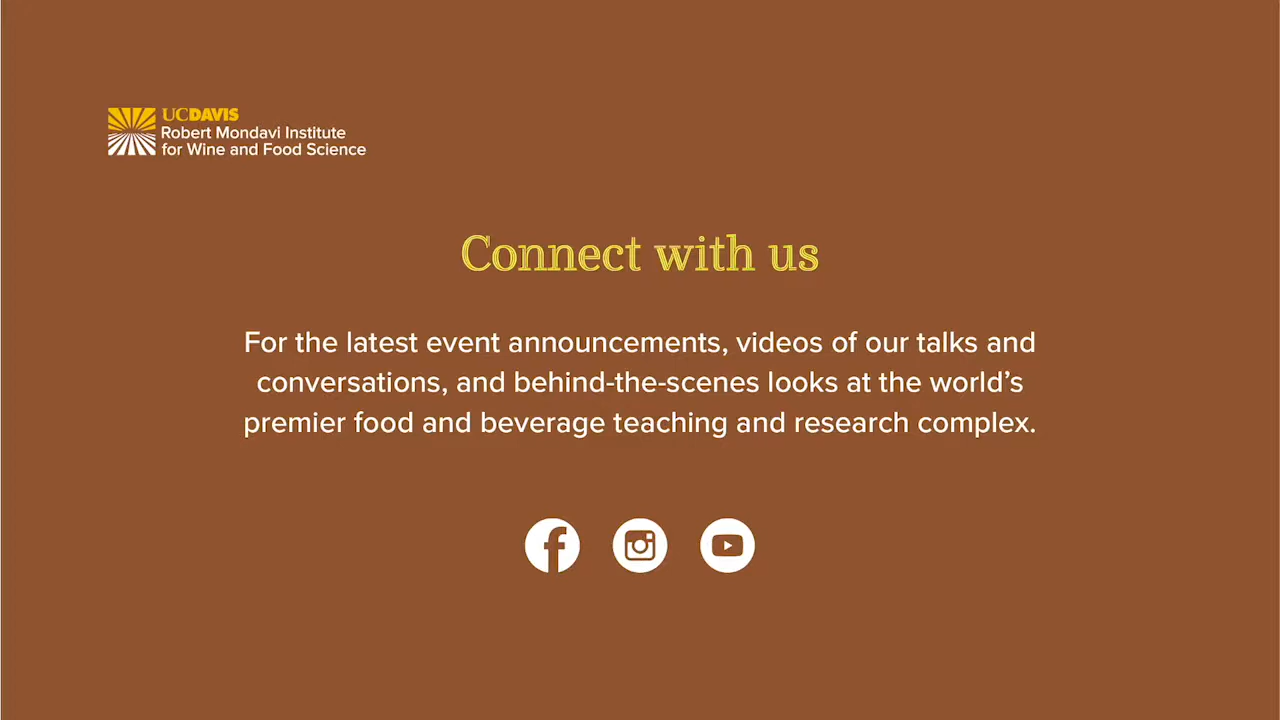 UCDAVIS
Robert Mondavi Institute
for Wine and Food Science
Connect with us
For the latest event announcements, videos of our talks and
conversations, and behind-the-scenes looks at the world’s
premier food and beverage teaching and research complex.